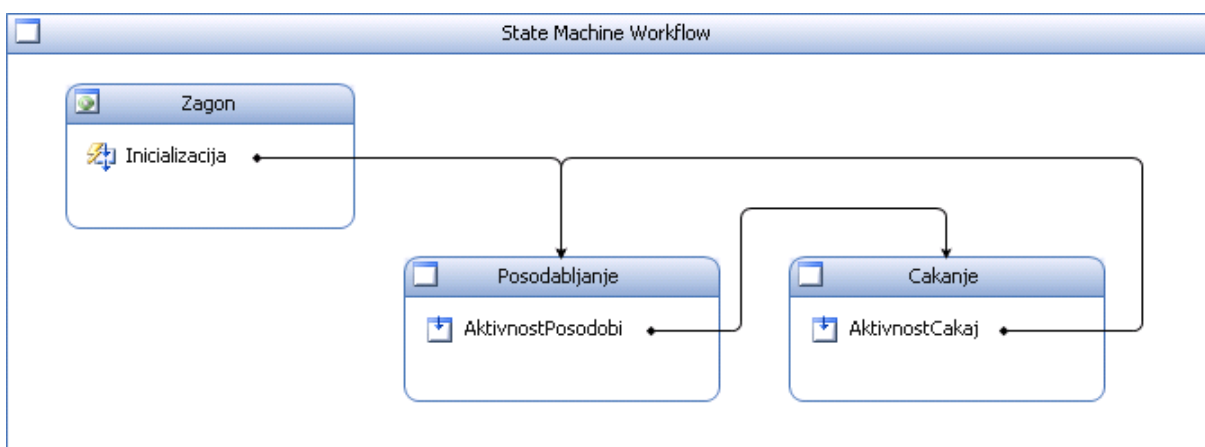 State Machine Workflow
Zagon
Inicializacija
Posodabljanje
Cakanje
AktivnostPosodobi
AktivnostCakaj